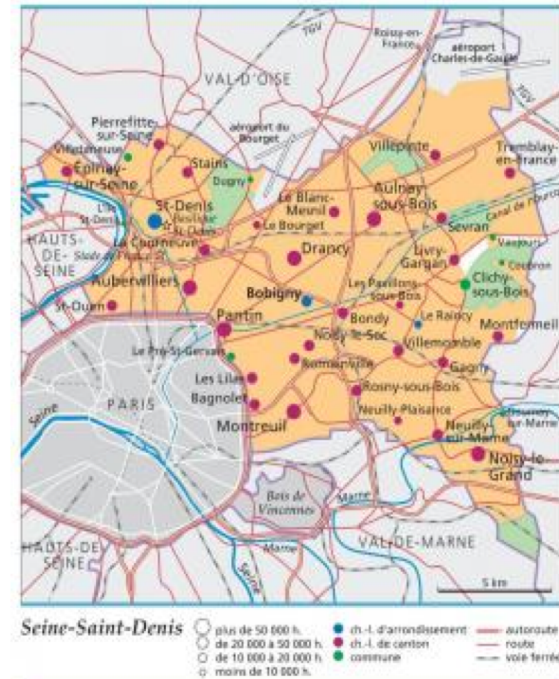 TGV
Roissy-en-
France
aéroport
Charles-de-Gaulle
VAL-D'OISE
TGV
Pierrefitte-
sur-Seine
Villetaneuse
aéroport du
Bourget
Villepinte
Tremblay-
en-France
Épinay-
sur-Seine
Stains
Dugny
L'Île-
St-Denis
St-Denis
Basilique
St-Denis
Le Blanc-
Mesnil
Aulnay-
sous-Bois
Canal de l'Ourcq
Sevran
Vaujours
HAUTS-
DE-
SEINE
Stade de France
La Courneuve
Le Bourget
Drancy
Livry-
Gargan
Coubron
Clichy-
sous-Bois
Aubervilliers
Bobigny
Les Pavillons-
sous-Bois
St-Ouen
Pantin
Bondy
Le Raincy
Montfermeil
Noisy-le-Sec
Villemomble
Le Pré-St-Gervais
Romainville
Gagny
Les Lilas
Rosny-sous-Bois
PARIS
Bagnolet
Neuilly-Plaisance
Gournay-
sur-Marne
Seine
Montreuil
Neuilly-
sur-Marne
Noisy-le-
Grand
Bois de
Vincennes
Marne
HAUTS-DE-
SEINE
Marne
VAL-DE-MARNE
Seine
5 km
Seine-Saint-Denis
plus de 50 000 h.
de 20 000 à 50 000 h.
de 10 000 à 20 000 h.
moins de 10 000 h.
ch.-l. d'arrondissement
ch.-l. de canton
commune
autoroute
route
voie ferrée